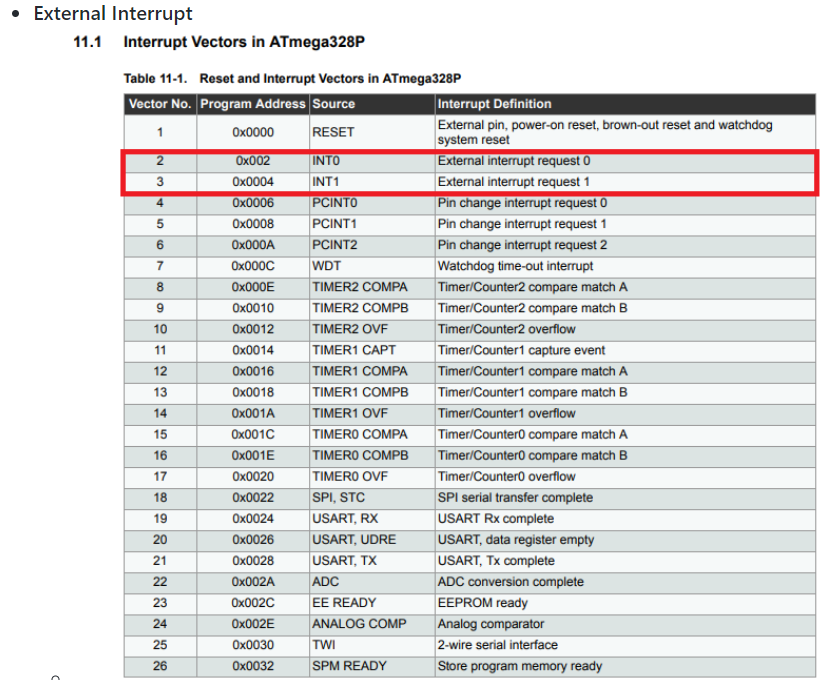 External Interrupt
11.1 Interrupt Vectors in ATmega328P
Table 11-1. Reset and Interrupt Vectors in ATmega328P
Vector No. Program Address Source Interrupt Definition
1 0x0000 RESET External pin, power-on reset, brown-out reset and watchdog
system reset
2 0x002 INT0 External interrupt request 0
3 0x0004 INT1 External interrupt request 1
4 0x0006 PCINT0 Pin change interrupt request 0
5 0x0008 PCINT1 Pin change interrupt request 1
6 0x000A PCINT2 Pin change interrupt request 2
7 0x000C WDT Watchdog time-out interrupt
8 0x000E TIMER2 COMPA Timer/Counter2 compare match A
9 0x0010 TIMER2 COMPB Timer/Counter2 compare match B
10 0x0012 TIMER2 OVF Timer/Counter2 overflow
11 0x0014 TIMER1 CAPT Timer/Counter1 capture event
12 0x0016 TIMER1 COMPA Timer/Counter1 compare match A
13 0x0018 TIMER1 COMPB Timer/Counter1 compare match B
14 0x001A TIMER1 OVF Timer/Counter1 overflow
15 0x001C TIMER0 COMPA Timer/Counter0 compare match A
16 0x001E TIMER0 COMPB Timer/Counter0 compare match B
17 0x0020 TIMER0 OVF Timer/Counter0 overflow
18 0x0022 SPI, STC SPI serial transfer complete
19 0x0024 USART, RX USART Rx complete
20 0x0026 USART, UDRE USART, data register empty
21 0x0028 USART, TX USART, Tx complete
22 0x002A ADC ADC conversion complete
23 0x002C EE READY EEPROM ready
24 0x002E ANALOG COMP Analog comparator
25 0x0030 TWI 2-wire serial interface
26 0x0032 SPM READY Store program memory ready